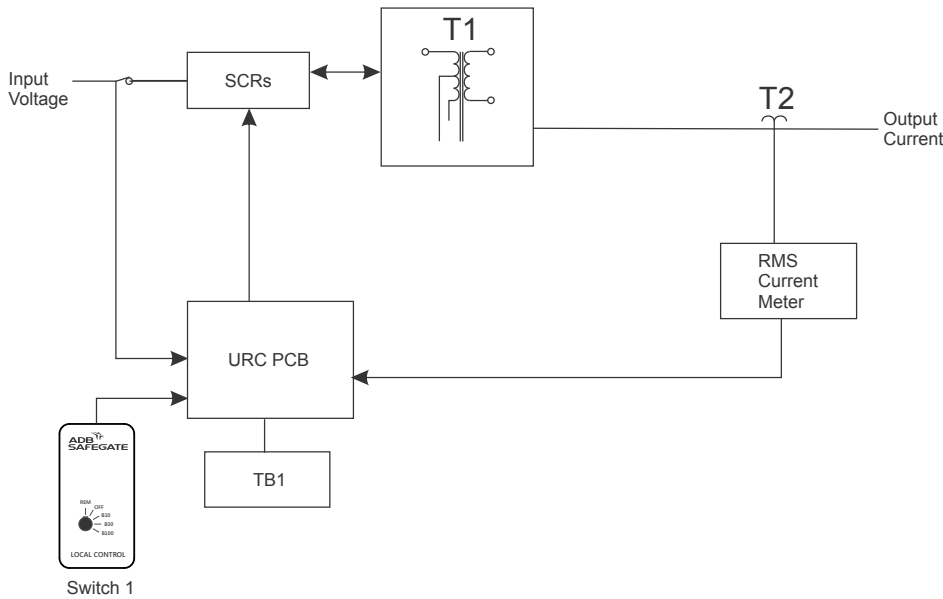 T1
Input
Voltage
SCRs
T2
Output
Current
RMS
Current
Meter
URC PCB
ADB
SAFEGATE
TB1
REM
OFF
B10
B30
B100
LOCAL CONTROL
Switch 1